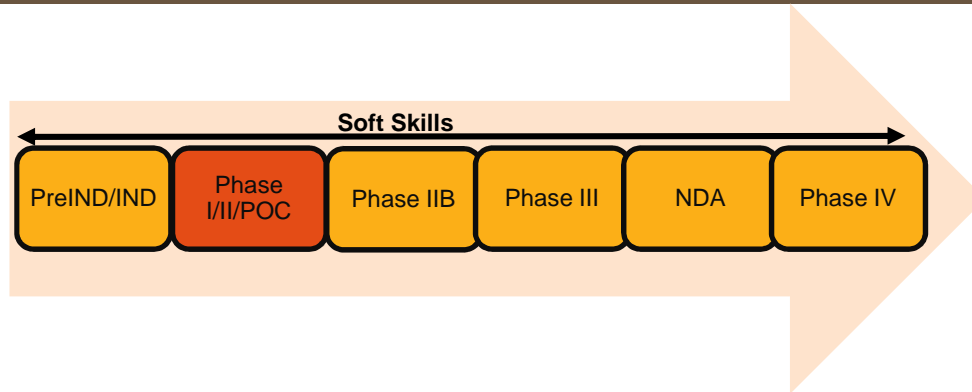 Soft Skills
PreIND/IND
Phase
I/II/POC
Phase IIB
Phase III
NDA
Phase IV